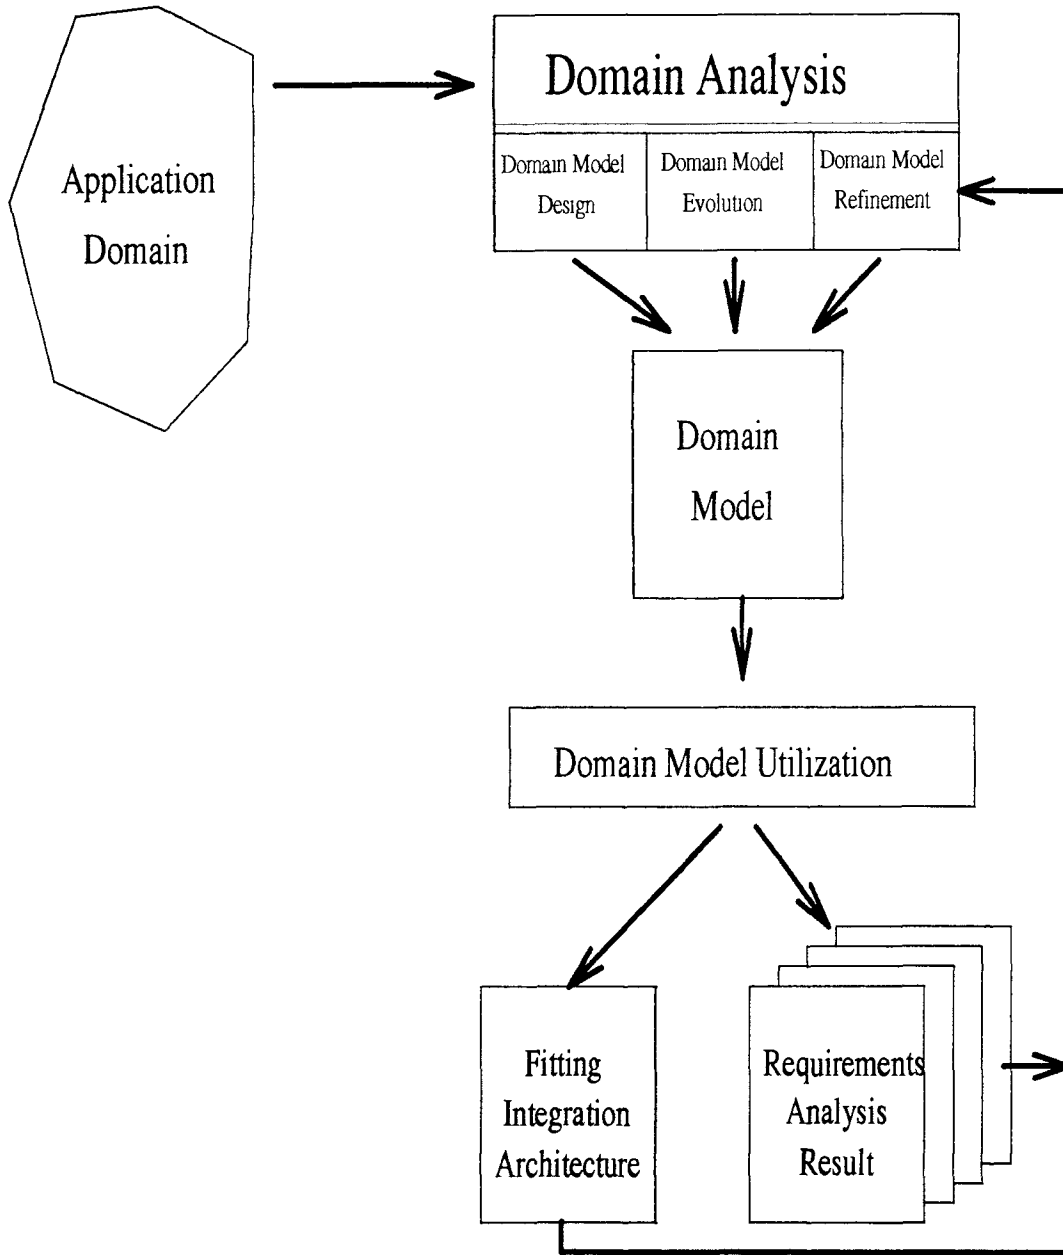 Application
Domain
Domain Analysis
Domain Model
Design
Domain Model
Evolution
Domain Model
Refinement
Domain
Model
Domain Model Utilization
Fitting
Integration
Architecture
Requirements
Analysis
Result